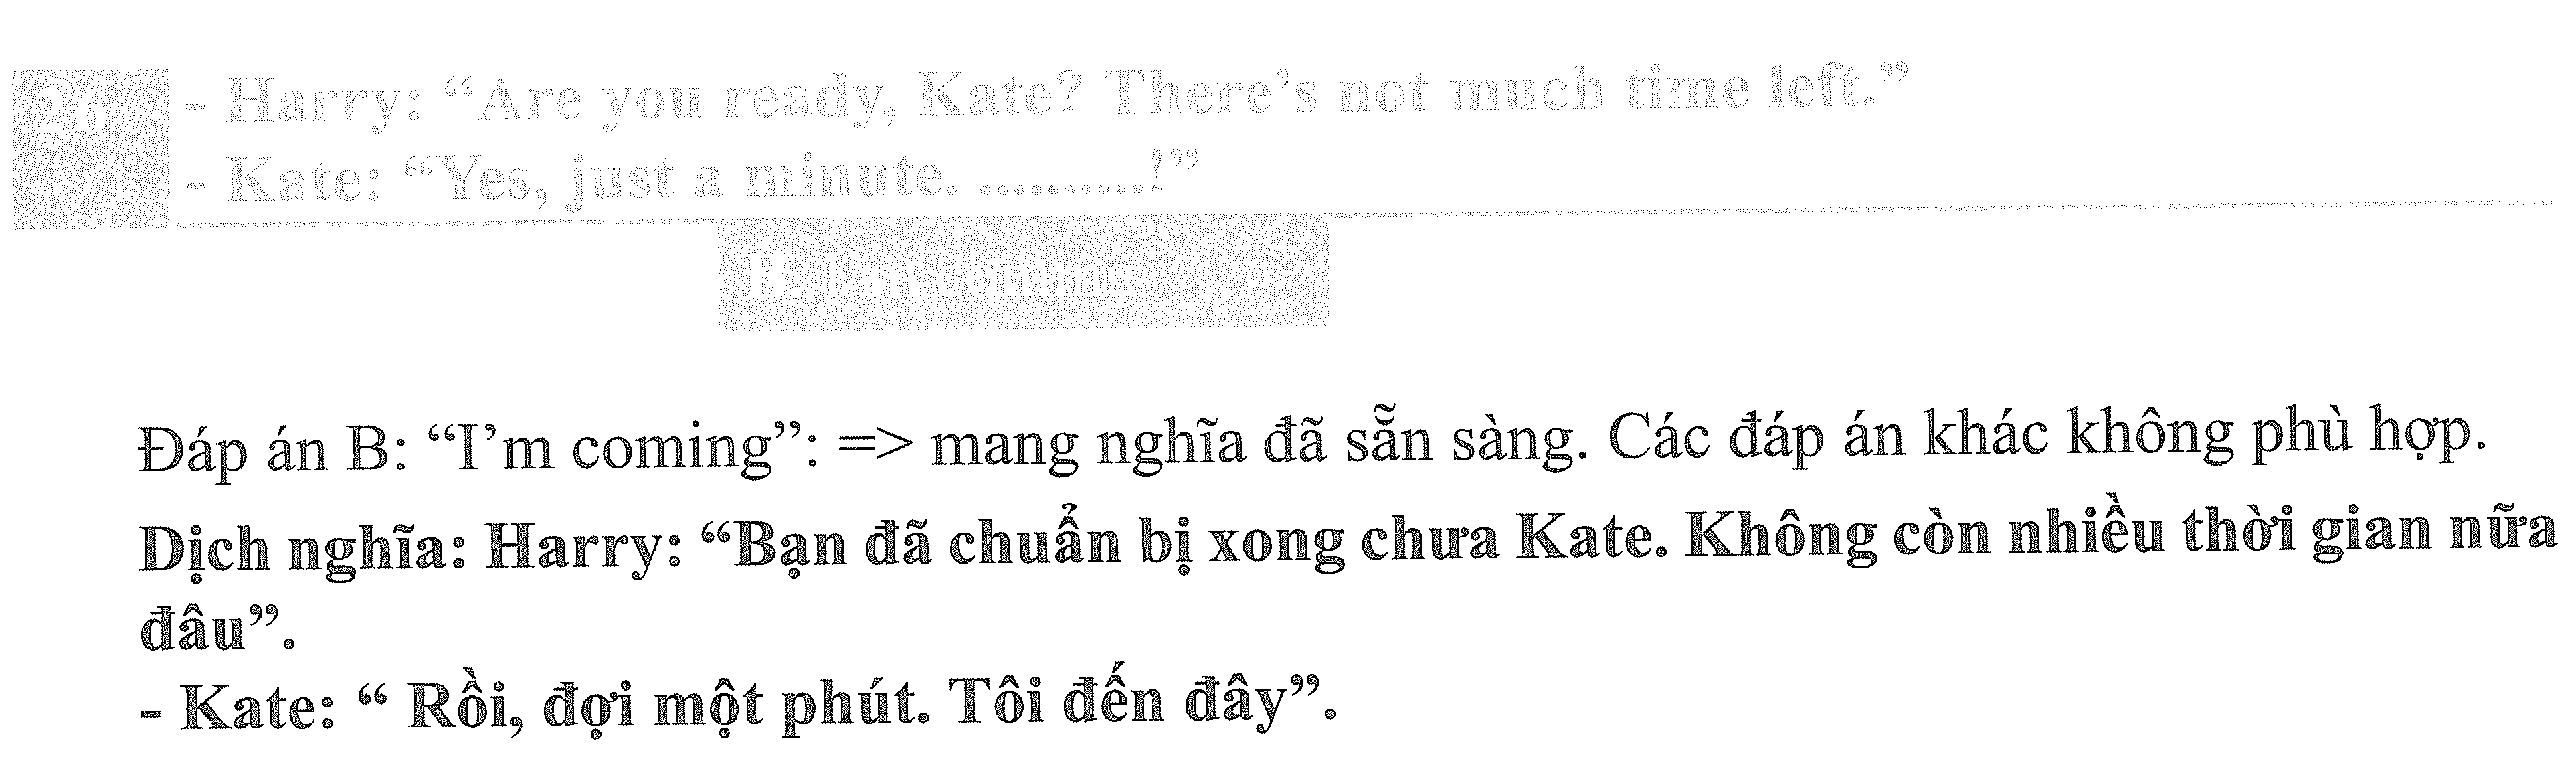 26 - Harry: “Are you ready, Kate? There’s not much time left.”
- Kate: “Yes, just a minute. ..........!”
B. I’m coming
Đáp án B: “I’m coming”: => mang nghĩa đã sẵn sàng. Các đáp án khác không phù hợp.
Dịch nghĩa: Harry: “Bạn đã chuẩn bị xong chưa Kate. Không còn nhiều thời gian nữa
đâu”.
- Kate: “ Rồi, đợi một phút. Tôi đến đây”.